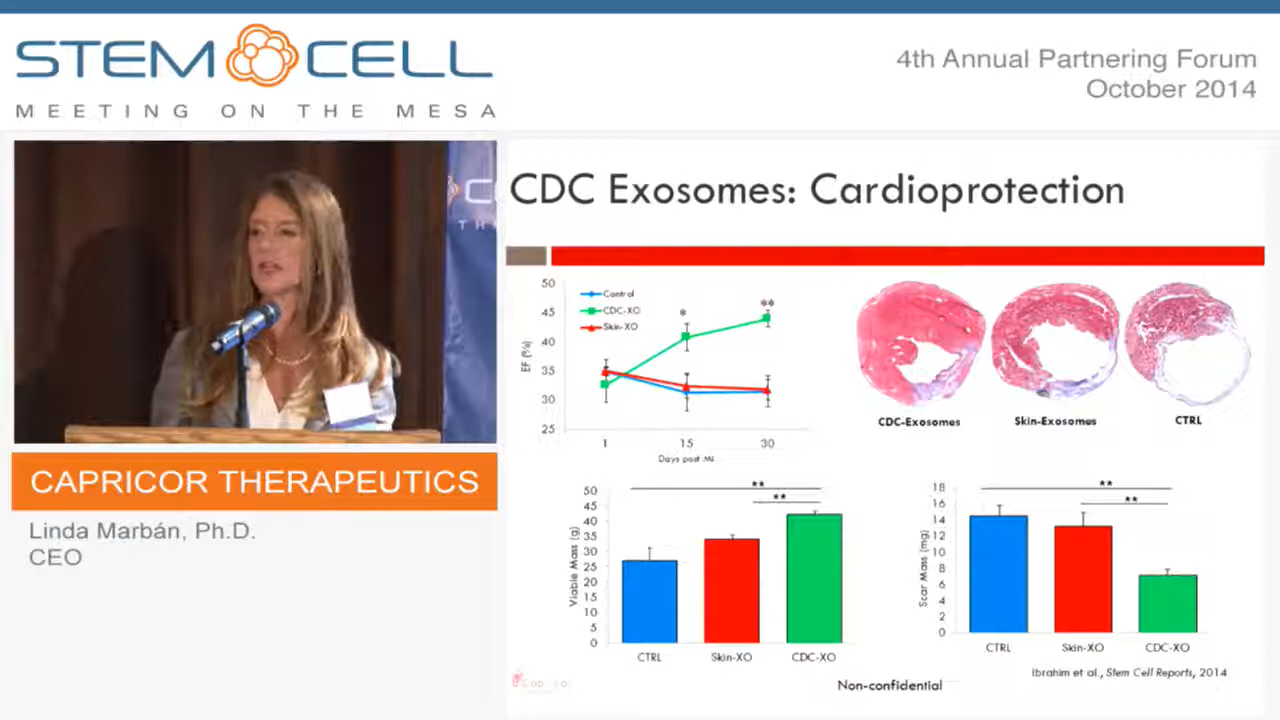 STEM CELL
MEETING ON THE MESA
4th Annual Partnering Forum
October 2014
CDC Exosomes: Cardioprotection
50
45
40
35
30
25
EF (%)
Control
CDC-XO
Skin-XO
*
**
1 15 30
Days post MI
CDC-Exosomes
Skin-Exosomes
CTRL
CAPRICOR THERAPEUTICS
Linda Marbán, Ph.D.
CEO
50
45
40
35
30
25
20
15
10
5
0
Viable Mass (g)
**
**
CTRL Skin-XO CDC-XO
18
16
14
12
10
8
6
4
2
0
Scar Mass (mg)
**
**
CTRL Skin-XO CDC-XO
Ibrahim et al., Stem Cell Reports, 2014
Non-confidential